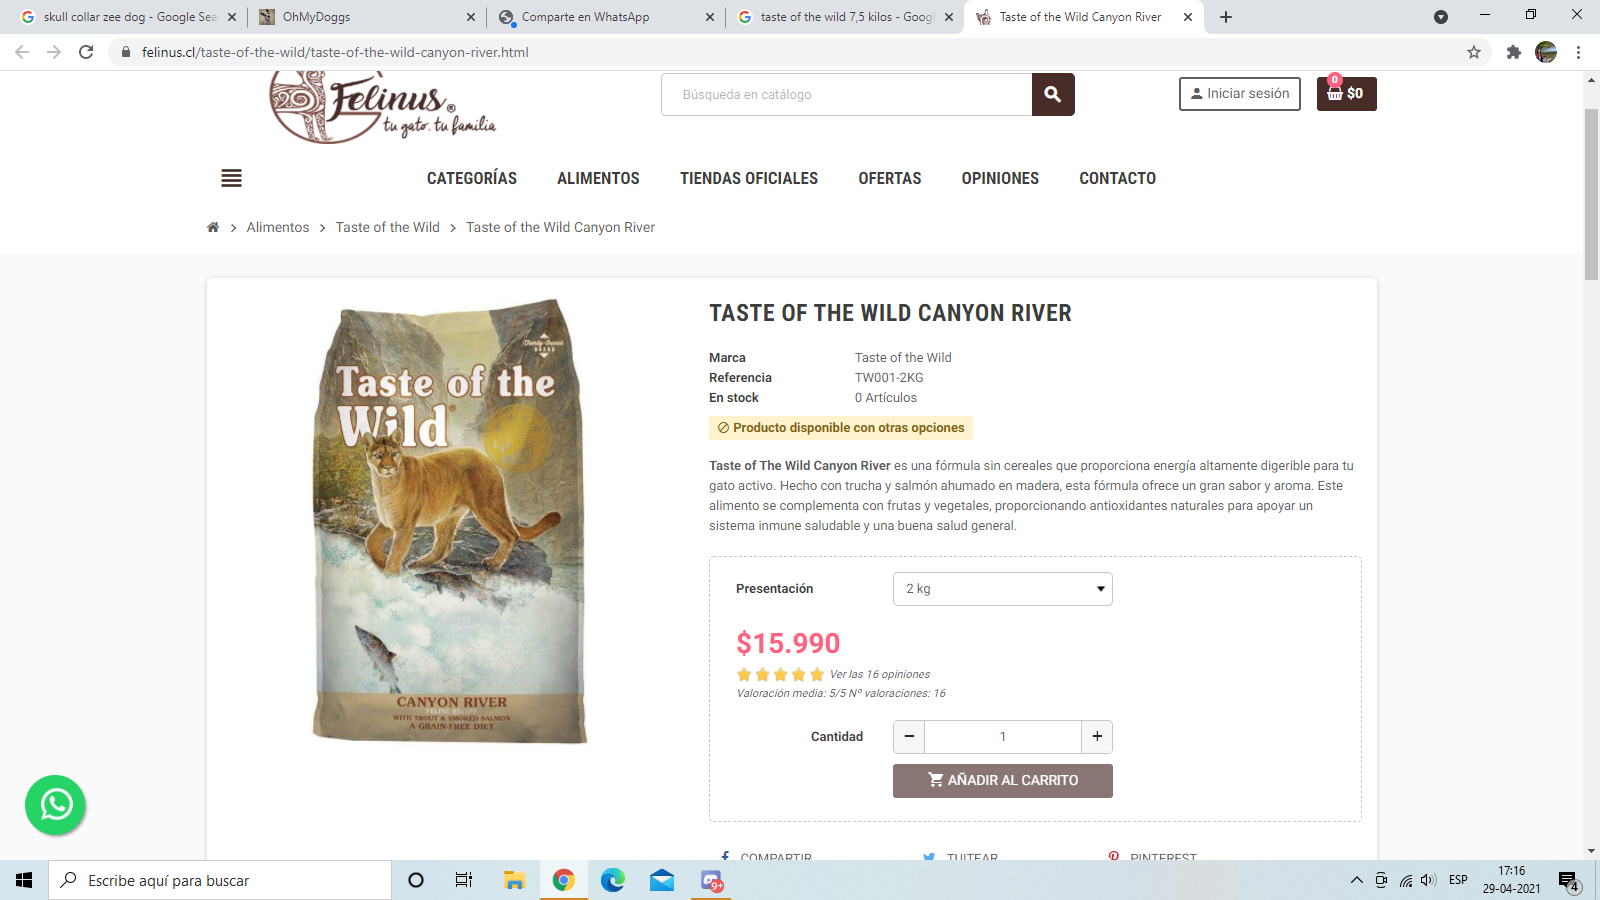 skull collar zee dog - Google Sea
OhMyDoggs
Comparte en WhatsApp
taste of the wild 7,5 kilos - Googl
Taste of the Wild Canyon River
felinus.cl/taste-of-the-wild/taste-of-the-wild-canyon-river.html
Felinus®
tu gato. tu familia
Búsqueda en catálogo
Iniciar sesión
0
$0
CATEGORÍAS
ALIMENTOS
TIENDAS OFICIALES
OFERTAS
OPINIONES
CONTACTO
Alimentos > Taste of the Wild > Taste of the Wild Canyon River
Taste of the
Wild®
CANYON RIVER
FELINE RECIPE
WITH TROUT & SMOKED SALMON
A GRAIN-FREE DIET
TASTE OF THE WILD CANYON RIVER
Marca Taste of the Wild
Referencia TW001-2KG
En stock 0 Artículos
Producto disponible con otras opciones
Taste of The Wild Canyon River es una fórmula sin cereales que proporciona energía altamente digerible para tu
gato activo. Hecho con trucha y salmón ahumado en madera, esta fórmula ofrece un gran sabor y aroma. Este
alimento se complementa con frutas y vegetales, proporcionando antioxidantes naturales para apoyar un
sistema inmune saludable y una buena salud general.
Presentación 2 kg
$15.990
Ver las 16 opiniones
Valoración media: 5/5 Nº valoraciones: 16
Cantidad − 1 +
AÑADIR AL CARRITO
COMPARTIR
TUITEAR
PINTEREST
Escribe aquí para buscar
9+
ESP
17:16
29-04-2021
4